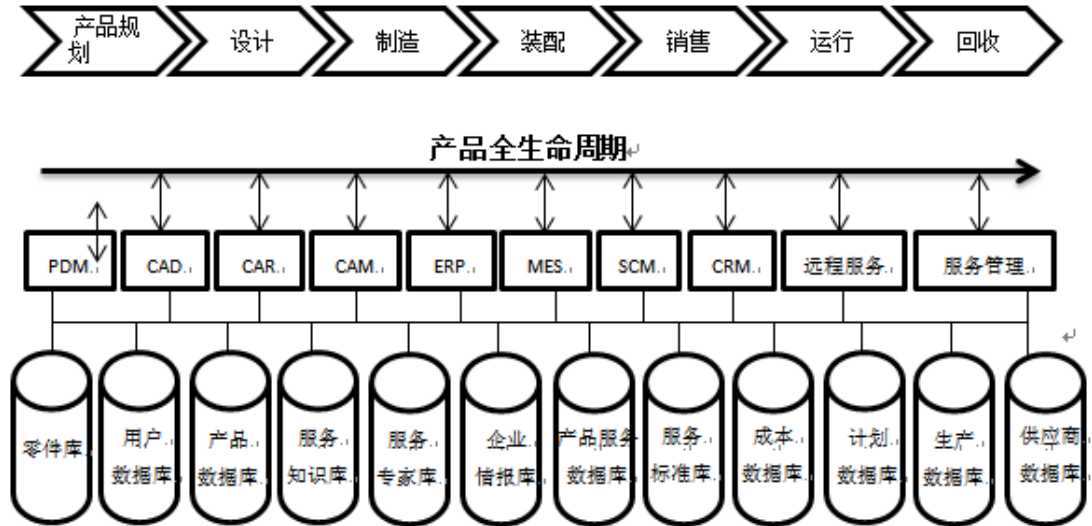 产品规
划
设计
制造
装配
销售
运行
回收
产品全生命周期
PDM
CAD
CAR
CAM
ERP
MES
SCM
CRM
远程服务
服务管理
零件库
用户
数据库
产品
数据库
服务
知识库
服务
专家库
企业
情报库
产品服务
数据库
服务
标准库
成本
数据库
计划
数据库
生产
数据库
供应商
数据库